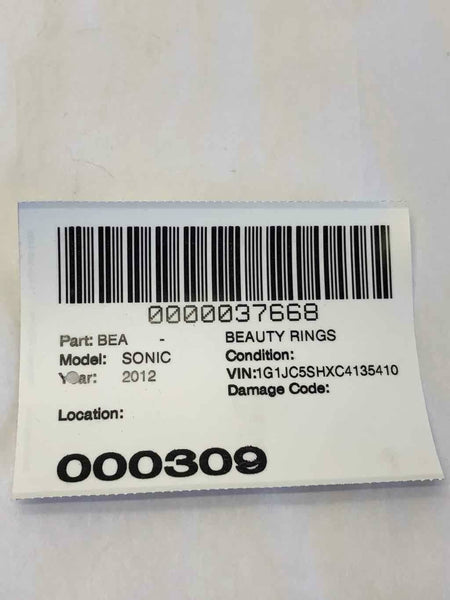 0000037668
Part: BEA - BEAUTY RINGS
Model: SONIC Condition:
Year: 2012 VIN:1G1JC5SHXC4135410
Damage Code:
Location:
000309